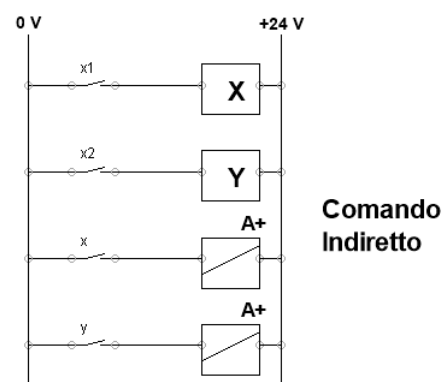 0 V +24 V
x1
X
x2
Y
A+
x
Comando
Indiretto
A+
y